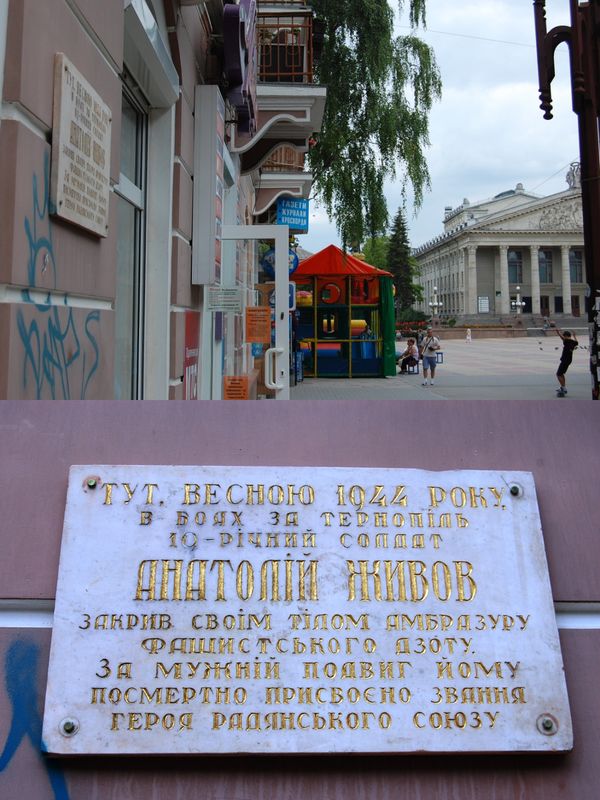 ГАЗЕТИ
ЖУРНАЛИ
КРОСВОРДИ
ТУТ, ВЕСНОЮ 1944 РОКУ,
В БОЯХ ЗА ТЕРНОПІЛЬ
19-РІЧНИЙ СОЛДАТ
АНАТОЛІЙ ЖИВОВ
ЗАКРИВ СВОЇМ ТІЛОМ АМБРАЗУРУ
ФАШИСТСЬКОГО ДЗОТУ.
ЗА МУЖНІЙ ПОДВИГ ЙОМУ
ПОСМЕРТНО ПРИСВОЄНО ЗВАННЯ
ГЕРОЯ РАДЯНСЬКОГО СОЮЗУ